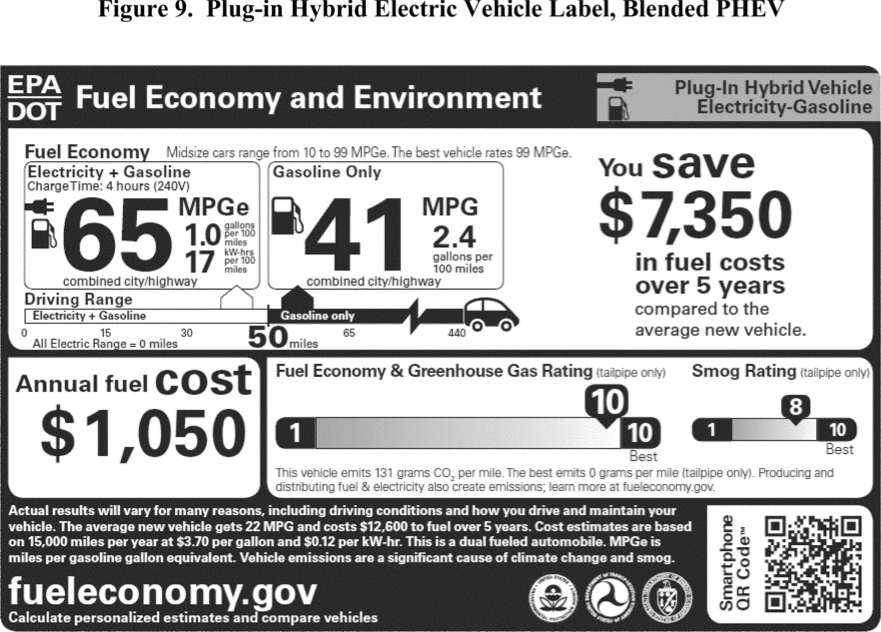 Figure 9. Plug-in Hybrid Electric Vehicle Label, Blended PHEV
EPA
DOT
Fuel Economy and Environment
Plug-In Hybrid Vehicle
Electricity-Gasoline
Fuel Economy Midsize cars range from 10 to 99 MPGe. The best vehicle rates 99 MPGe.
Electricity + Gasoline
Charge Time: 4 hours (240V)
65 MPGe
1.0 gallons per 100 miles
17 kW-hrs per 100 miles
combined city/highway
Gasoline Only
41 MPG
2.4
gallons per
100 miles
combined city/highway
Driving Range
Electricity + Gasoline
Gasoline only
0 15 30 50 miles 65 440
All Electric Range = 0 miles
You save
$7,350
in fuel costs
over 5 years
compared to the
average new vehicle.
Annual fuel cost
$1,050
Fuel Economy & Greenhouse Gas Rating (tailpipe only)
10
1 10
Best
This vehicle emits 131 grams CO2 per mile. The best emits 0 grams per mile (tailpipe only). Producing and
distributing fuel & electricity also create emissions; learn more at fueleconomy.gov.
Smog Rating (tailpipe only)
8
1 10
Best
Actual results will vary for many reasons, including driving conditions and how you drive and maintain your
vehicle. The average new vehicle gets 22 MPG and costs $12,600 to fuel over 5 years. Cost estimates are based
on 15,000 miles per year at $3.70 per gallon and $0.12 per kW-hr. This is a dual fueled automobile. MPGe is
miles per gasoline gallon equivalent. Vehicle emissions are a significant cause of climate change and smog.
fueleconomy.gov
Calculate personalized estimates and compare vehicles
Smartphone
QR Code™